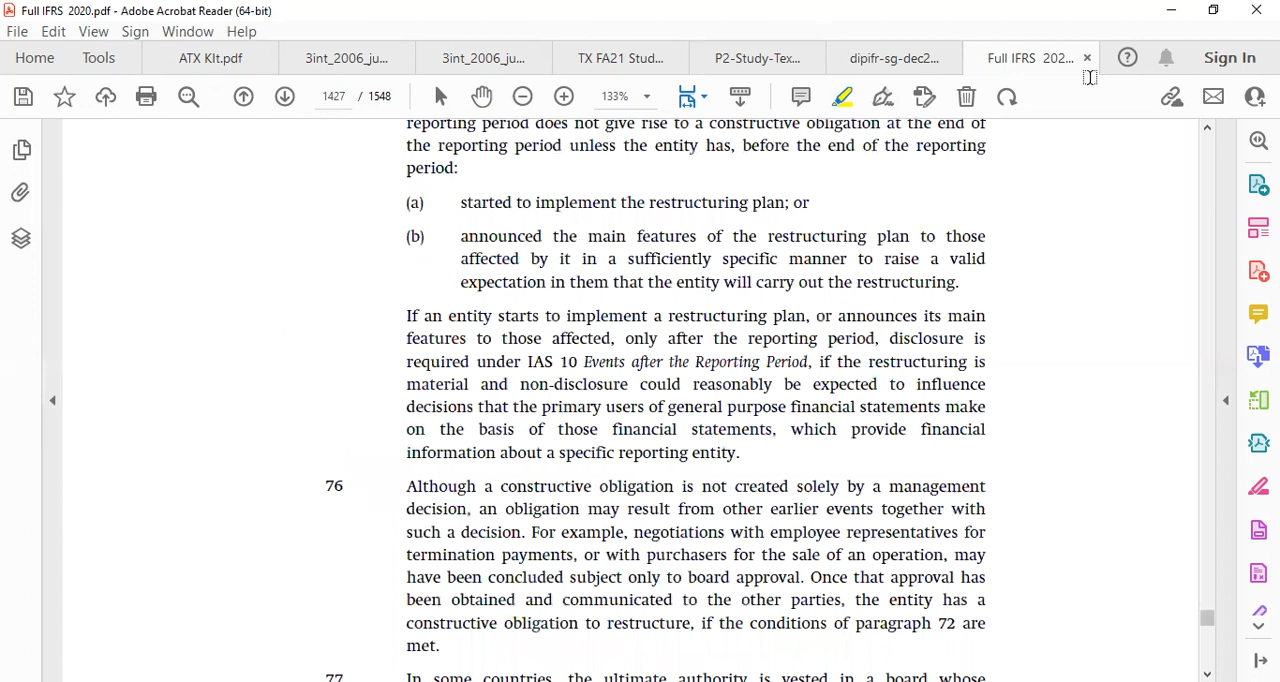 Full IFRS 2020.pdf - Adobe Acrobat Reader (64-bit)
File Edit View Sign Window Help
Home Tools ATX KIt.pdf 3int_2006_ju... 3int_2006_ju... TX FA21 Stud... P2-Study-Tex... dipifr-sg-dec2... Full IFRS 202... × Sign In
1427 / 1548 133%
reporting period does not give rise to a constructive obligation at the end of
the reporting period unless the entity has, before the end of the reporting
period:
(a) started to implement the restructuring plan; or
(b) announced the main features of the restructuring plan to those
affected by it in a sufficiently specific manner to raise a valid
expectation in them that the entity will carry out the restructuring.
If an entity starts to implement a restructuring plan, or announces its main
features to those affected, only after the reporting period, disclosure is
required under IAS 10 Events after the Reporting Period, if the restructuring is
material and non-disclosure could reasonably be expected to influence
decisions that the primary users of general purpose financial statements make
on the basis of those financial statements, which provide financial
information about a specific reporting entity.
76 Although a constructive obligation is not created solely by a management
decision, an obligation may result from other earlier events together with
such a decision. For example, negotiations with employee representatives for
termination payments, or with purchasers for the sale of an operation, may
have been concluded subject only to board approval. Once that approval has
been obtained and communicated to the other parties, the entity has a
constructive obligation to restructure, if the conditions of paragraph 72 are
met.
77 In some countries, the ultimate authority is vested in a board whose